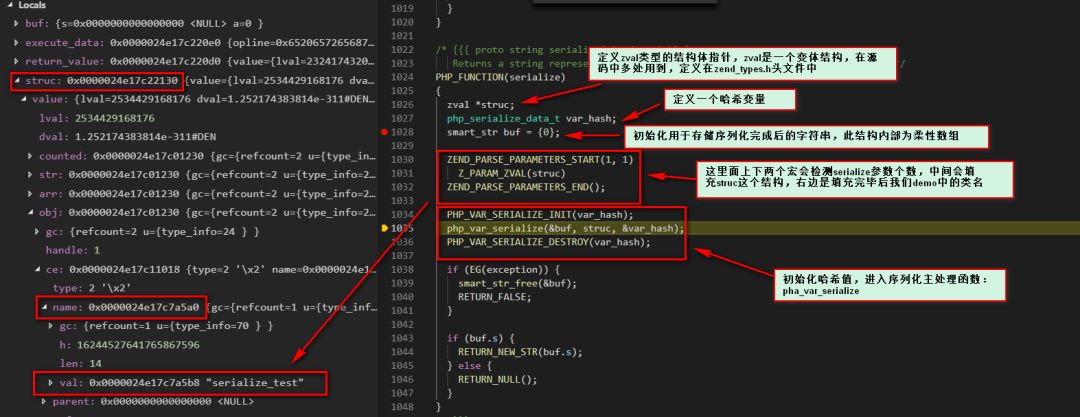 Locals
buf: {s=0x0000000000000000 <NULL> a=0 }
execute_data: 0x0000024e17c220e0 {opline=0x6520657265687...
return_value: 0x0000024e17c220d0 {value={lval=2324174320...
struc: 0x0000024e17c22130 {value={lval=2534429168176 dva...
value: {lval=2534429168176 dval=1.252174383814e-311#DEN...
lval: 2534429168176
dval: 1.252174383814e-311#DEN
counted: 0x0000024e17c01230 {gc={refcount=2 u={type_info...
str: 0x0000024e17c01230 {gc={refcount=2 u={type_info=2...
arr: 0x0000024e17c01230 {gc={refcount=2 u={type_info=2...
obj: 0x0000024e17c01230 {gc={refcount=2 u={type_info=2...
gc: {refcount=2 u={type_info=24 } }
handle: 1
ce: 0x0000024e17c11018 {type=2 '\x2' name=0x0000024e1...
type: 2 '\x2'
name: 0x0000024e17c7a5a0 {gc={refcount=1 u={type_info...
gc: {refcount=1 u={type_info=70 } }
h: 16244527641765867596
len: 14
val: 0x0000024e17c7a5b8 "serialize_test"
parent: 0x0000000000000000 <NULL>
1019 }
1020 }
1021
1022 /* {{{ proto string seriali
1023 Returns a string represe */
1024 PHP_FUNCTION(serialize)
1025 {
1026 zval *struc;
1027 php_serialize_data_t var_hash;
1028 smart_str buf = {0};
1029
1030 ZEND_PARSE_PARAMETERS_START(1, 1)
1031 Z_PARAM_ZVAL(struc)
1032 ZEND_PARSE_PARAMETERS_END();
1033
1034 PHP_VAR_SERIALIZE_INIT(var_hash);
1035 php_var_serialize(&buf, struc, &var_hash);
1036 PHP_VAR_SERIALIZE_DESTROY(var_hash);
1037
1038 if (EG(exception)) {
1039 smart_str_free(&buf);
1040 RETURN_FALSE;
1041 }
1042
1043 if (buf.s) {
1044 RETURN_NEW_STR(buf.s);
1045 } else {
1046 RETURN_NULL();
1047 }
1048 }
定义zval类型的结构体指针，zval是一个变体结构，在源
码中多处用到，定义在zend_types.h头文件中
定义一个哈希变量
初始化用于存储序列化完成后的字符串，此结构内部为柔性数组
这里面上下两个宏会检测serialize参数个数，中间会填
充struc这个结构，右边是填充完毕后我们demo中的类名
初始化哈希值，进入序列化主处理函数：
pha_var_serialize